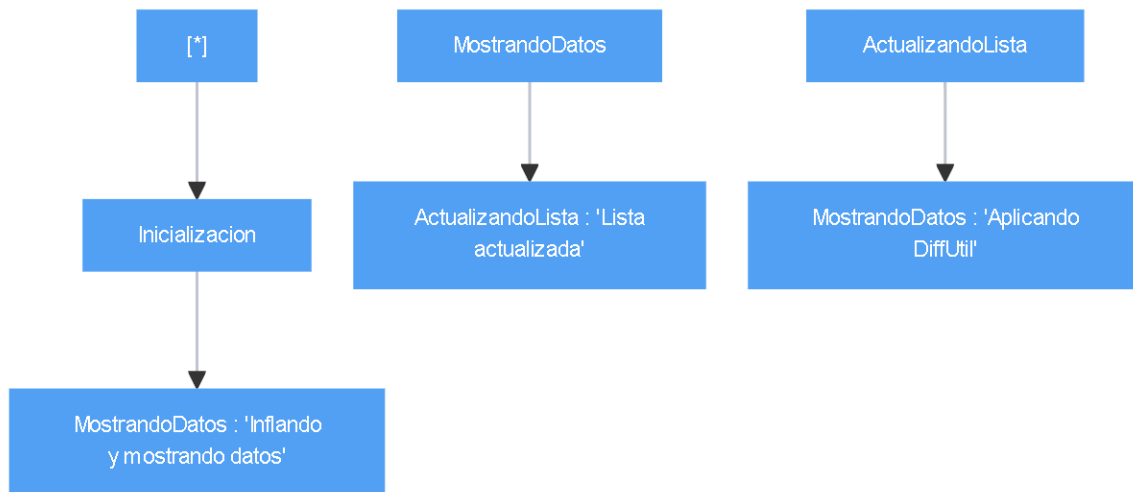 [*]
MostrandoDatos
ActualizandoLista
Inicializacion
ActualizandoLista : 'Lista
actualizada'
MostrandoDatos : 'Aplicando
DiffUtil'
MostrandoDatos : 'Inflando
y mostrando datos'